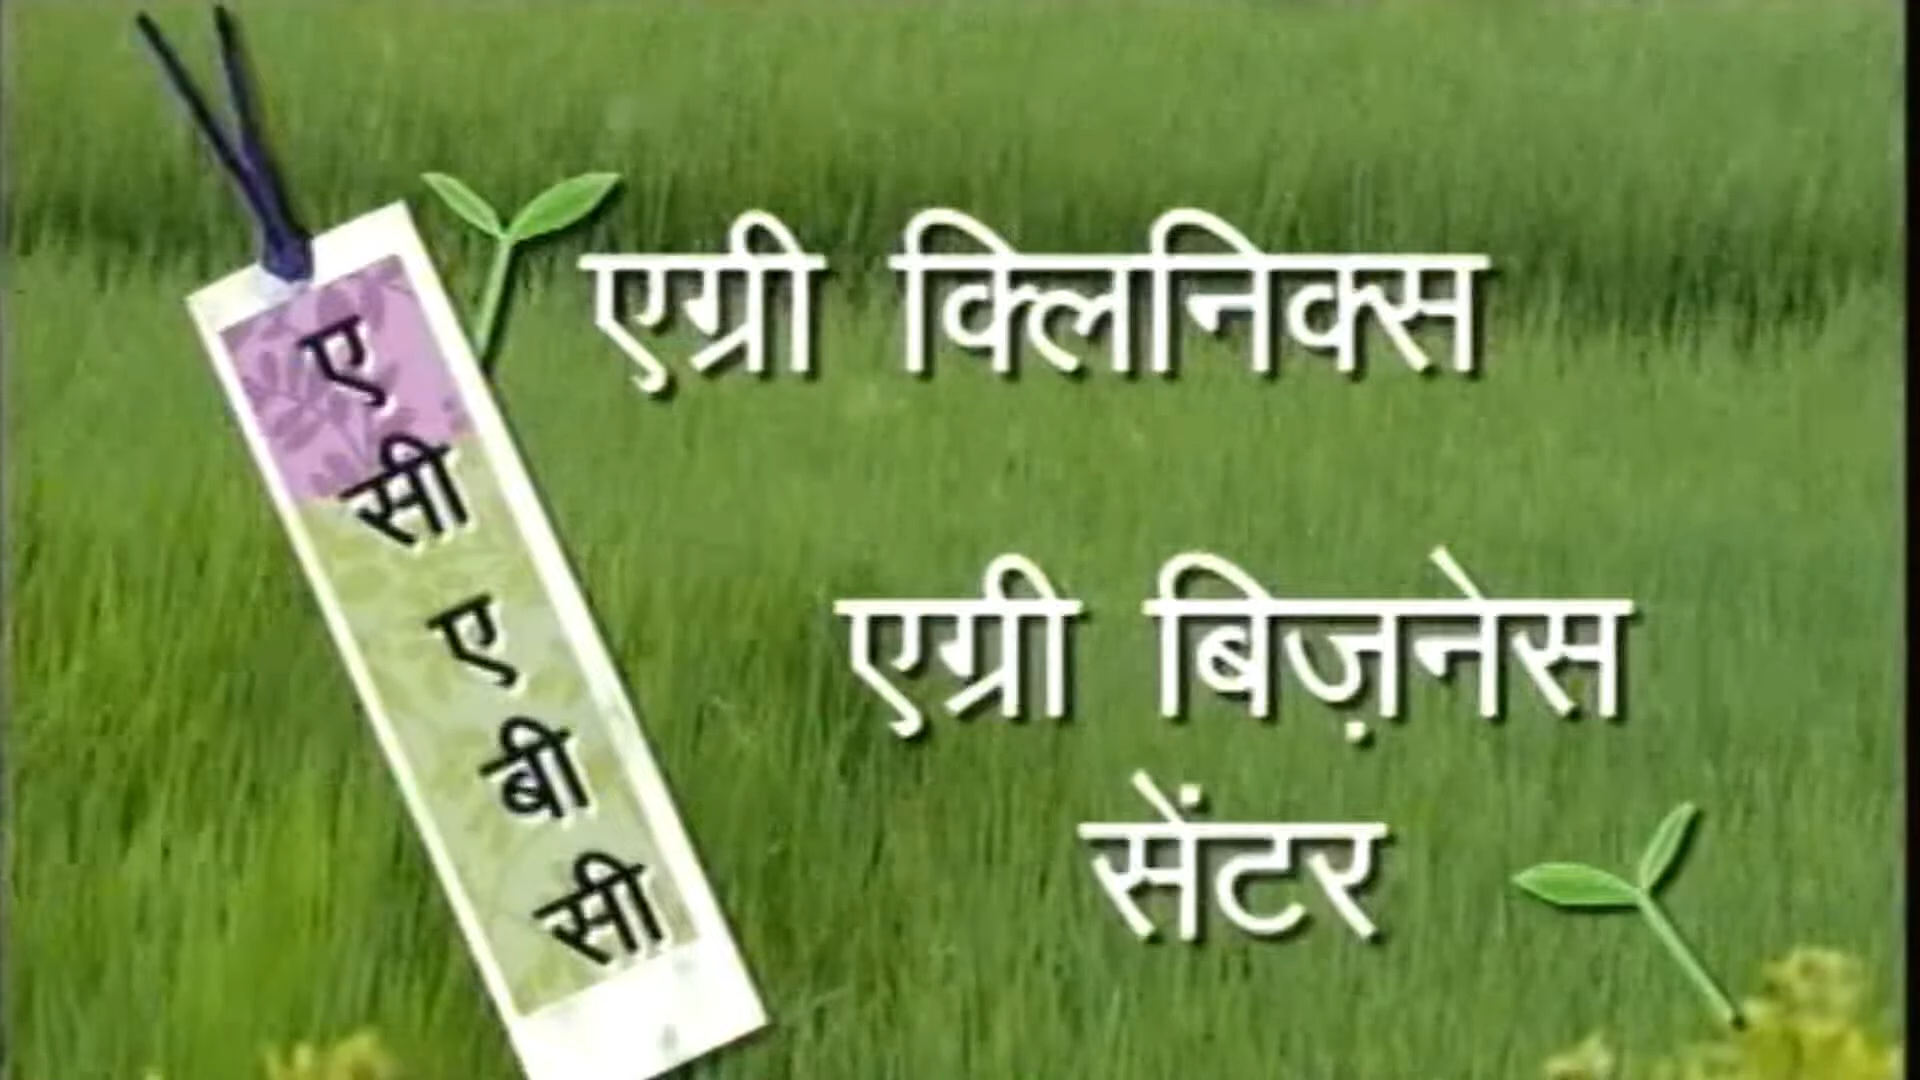 ए
सी
ए
बी
सी
एग्री क्लिनिक्स
एग्री बिज़नेस
सेंटर